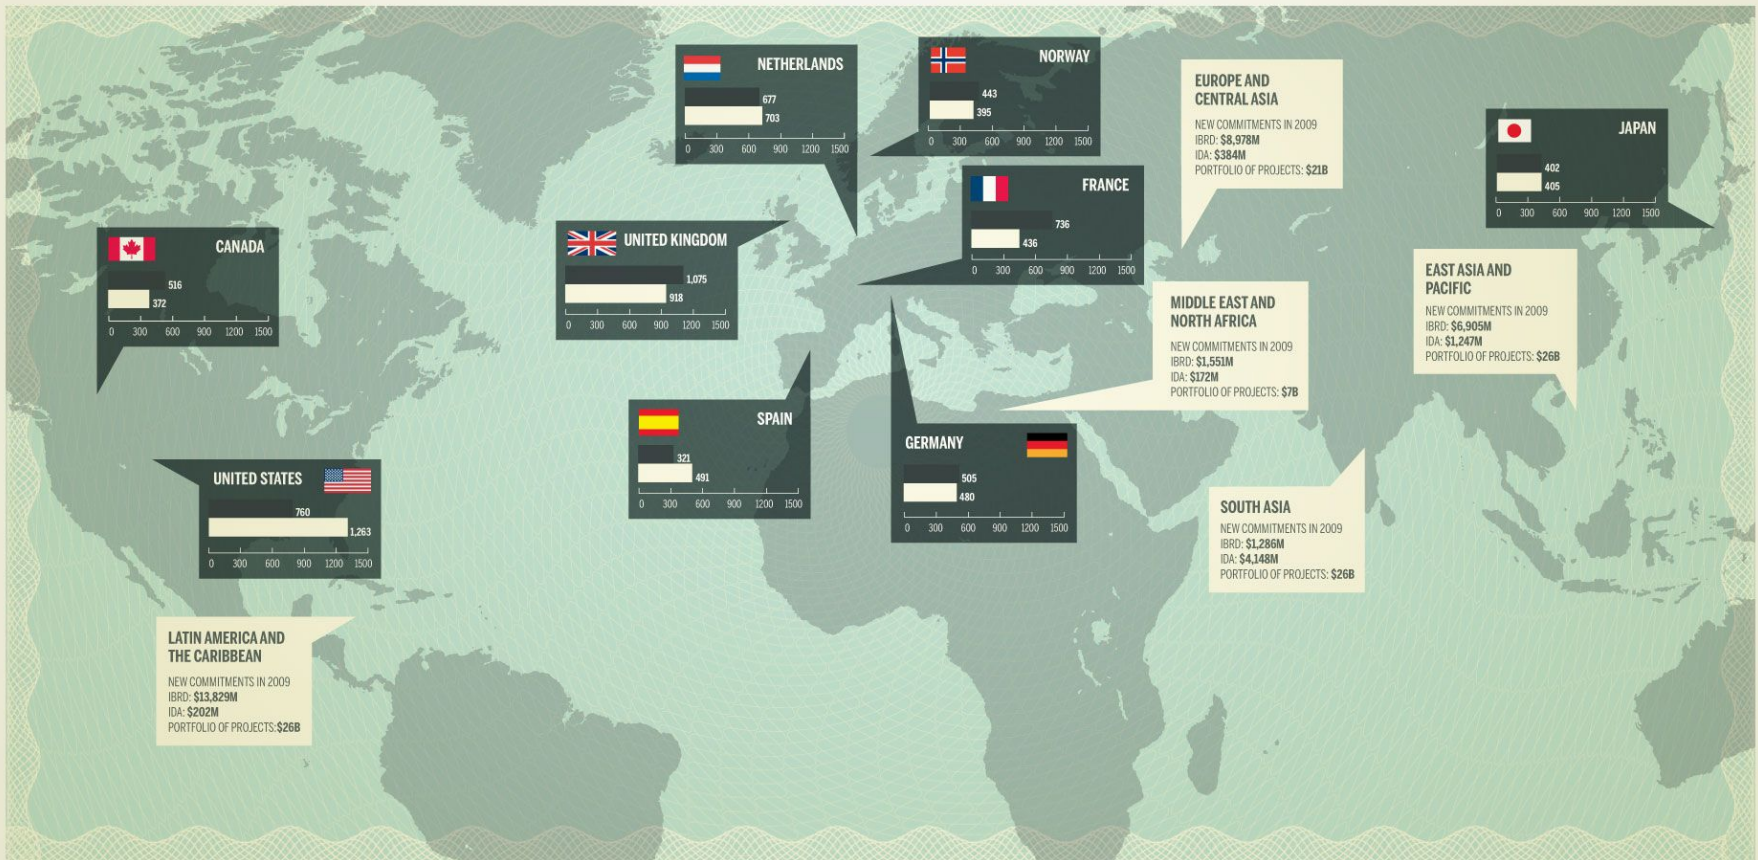 NETHERLANDS
677
703
0 300 600 900 1200 1500
NORWAY
443
395
0 300 600 900 1200 1500
EUROPE AND
CENTRAL ASIA
NEW COMMITMENTS IN 2009
IBRD: $8,978M
IDA: $384M
PORTFOLIO OF PROJECTS: $21B
JAPAN
402
405
0 300 600 900 1200 1500
FRANCE
736
436
0 300 600 900 1200 1500
CANADA
516
372
0 300 600 900 1200 1500
UNITED KINGDOM
1,075
918
0 300 600 900 1200 1500
EAST ASIA AND
PACIFIC
NEW COMMITMENTS IN 2009
IBRD: $6,905M
IDA: $1,247M
PORTFOLIO OF PROJECTS: $26B
MIDDLE EAST AND
NORTH AFRICA
NEW COMMITMENTS IN 2009
IBRD: $1,551M
IDA: $172M
PORTFOLIO OF PROJECTS: $7B
SPAIN
321
491
0 300 600 900 1200 1500
GERMANY
505
480
0 300 600 900 1200 1500
UNITED STATES
760
1,263
0 300 600 900 1200 1500
SOUTH ASIA
NEW COMMITMENTS IN 2009
IBRD: $1,286M
IDA: $4,148M
PORTFOLIO OF PROJECTS: $26B
LATIN AMERICA AND
THE CARIBBEAN
NEW COMMITMENTS IN 2009
IBRD: $13,829M
IDA: $202M
PORTFOLIO OF PROJECTS:$26B